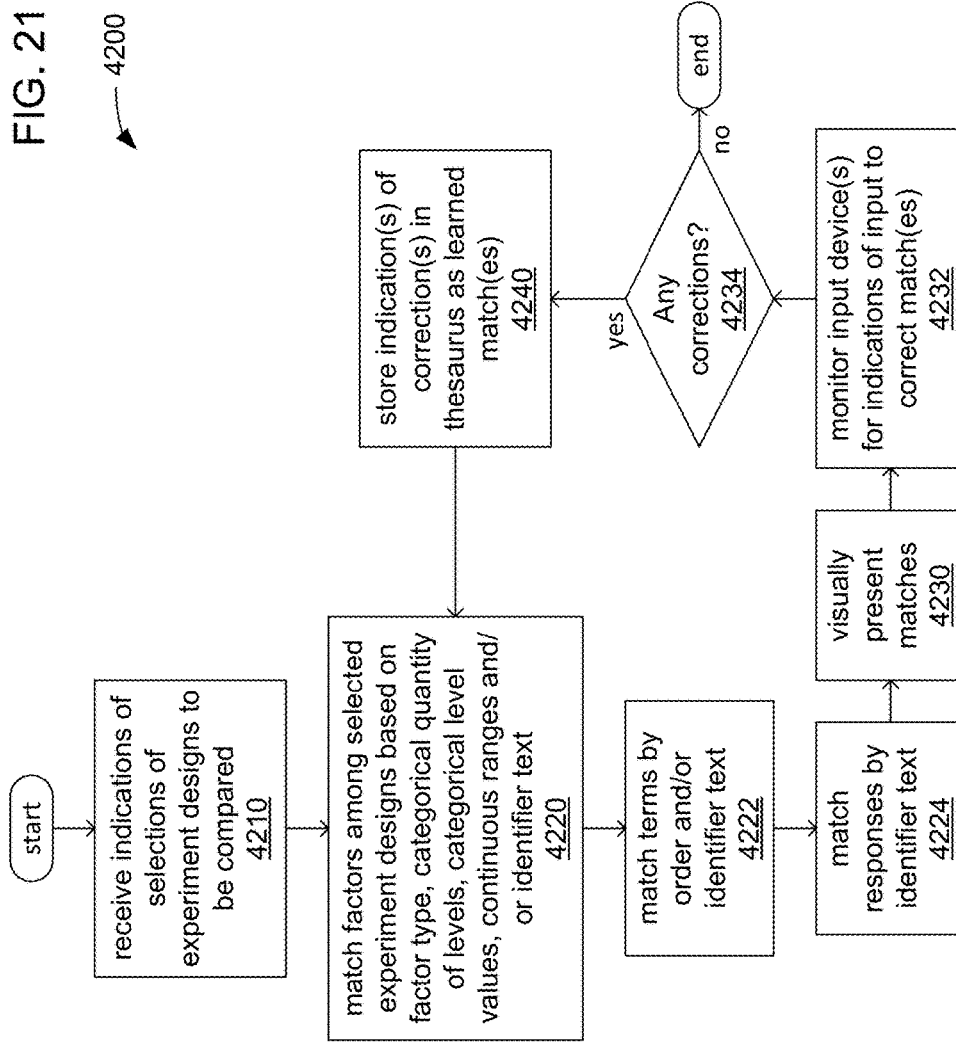 FIG. 21
4200
start
receive indications of
selections of
experiment designs to
be compared
4210
match factors among selected
experiment designs based on
factor type, categorical quantity
of levels, categorical level
values, continuous ranges and/
or identifier text
4220
match terms by
order and/or
identifier text
4222
match
responses by
identifier text
4224
visually
present
matches
4230
monitor input device(s)
for indications of input to
correct match(es)
4232
Any
corrections?
4234
yes
no
end
store indication(s) of
correction(s) in
thesaurus as learned
match(es)
4240